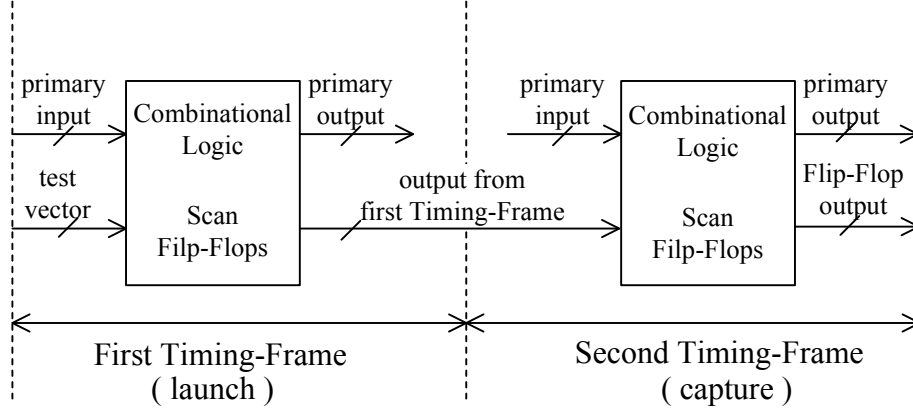 primary
input
Combinational
Logic
primary
output
test
vector
Scan
Filp-Flops
output from
first Timing-Frame
primary
input
Combinational
Logic
primary
output
Scan
Filp-Flops
Flip-Flop
output
First Timing-Frame
( launch )
Second Timing-Frame
( capture )